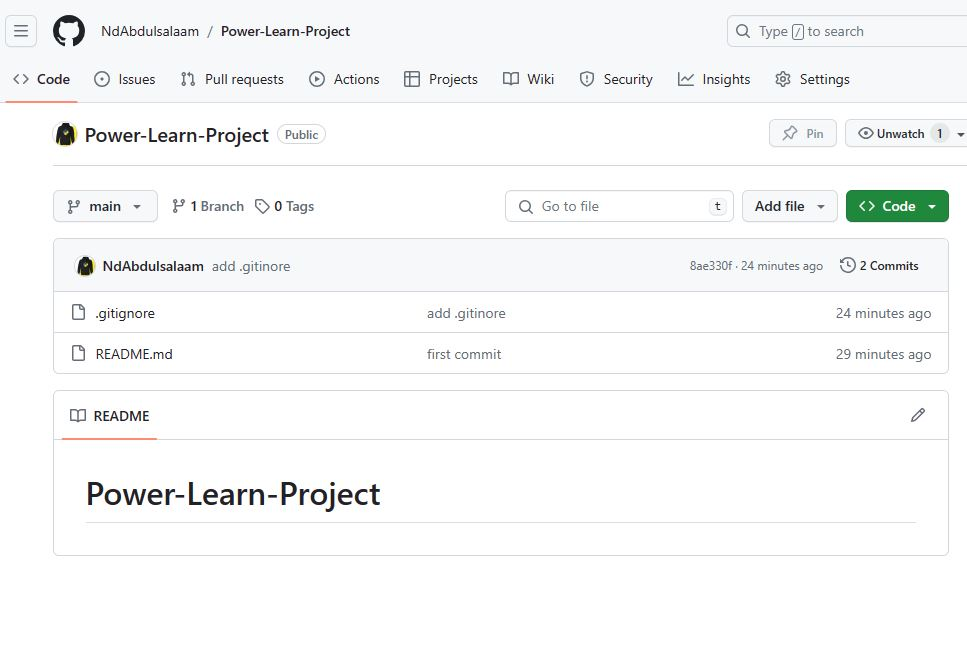 NdAbdulsalaam / Power-Learn-Project
Type / to search
Code Issues Pull requests Actions Projects Wiki Security Insights Settings
Power-Learn-Project Public
Pin Unwatch 1
main 1 Branch 0 Tags
Go to file t
Add file Code
NdAbdulsalaam add .gitinore 8ae330f · 24 minutes ago 2 Commits
.gitignore add .gitinore 24 minutes ago
README.md first commit 29 minutes ago
README
Power-Learn-Project